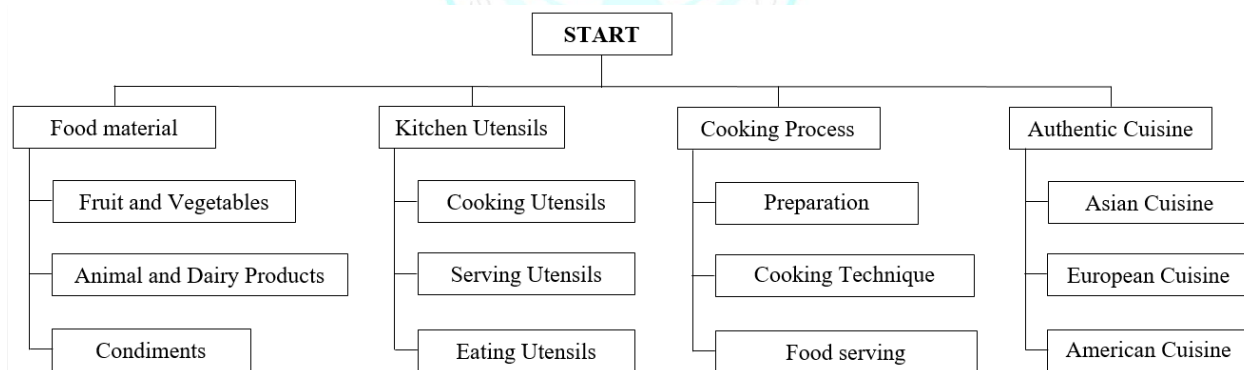 START
Food material
Kitchen Utensils
Cooking Process
Authentic Cuisine
Fruit and Vegetables
Cooking Utensils
Preparation
Asian Cuisine
Animal and Dairy Products
Serving Utensils
Cooking Technique
European Cuisine
Condiments
Eating Utensils
Food serving
American Cuisine